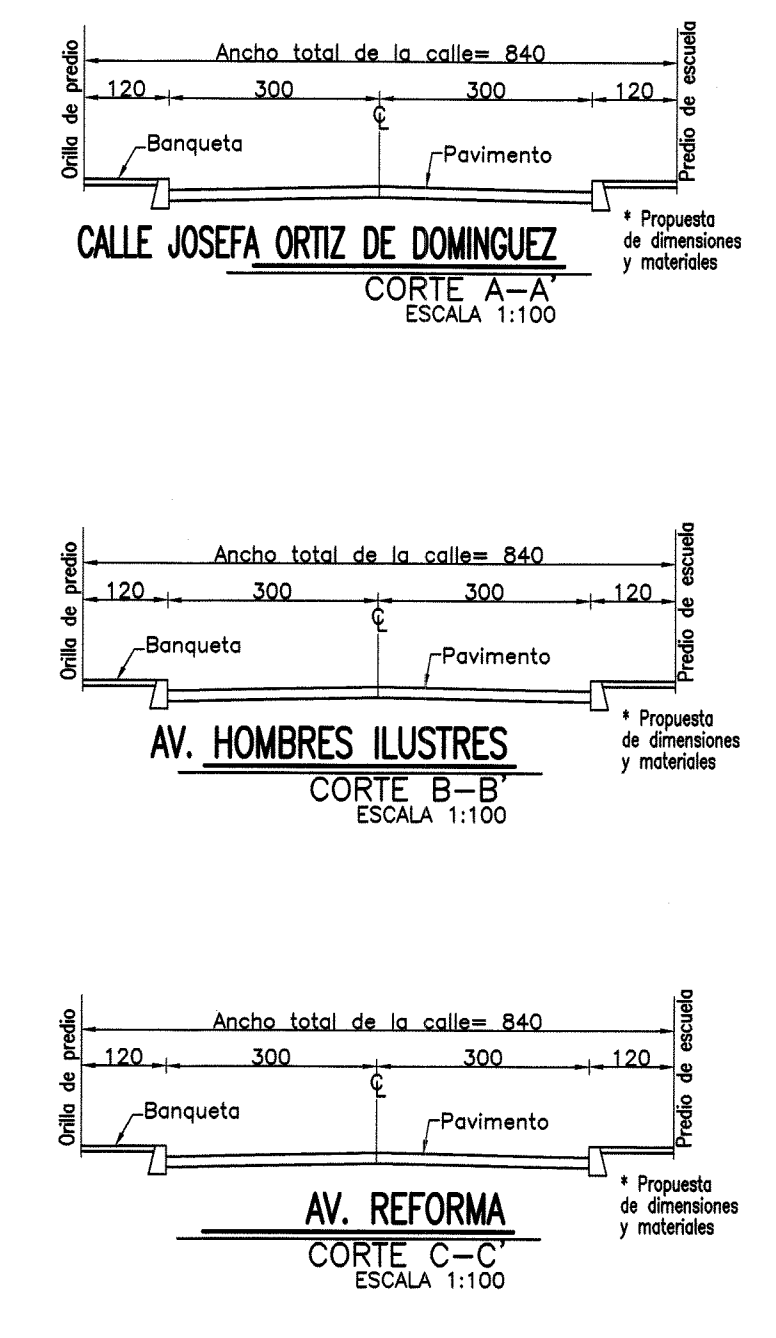 Ancho total de la calle= 840
120 300 300 120
Orilla de predio
Predio de escuela
℄
Banqueta
Pavimento
* Propuesta
de dimensiones
y materiales
CALLE JOSEFA ORTIZ DE DOMINGUEZ
CORTE A-A'
ESCALA 1:100
Ancho total de la calle= 840
120 300 300 120
Orilla de predio
Predio de escuela
℄
Banqueta
Pavimento
* Propuesta
de dimensiones
y materiales
AV. HOMBRES ILUSTRES
CORTE B-B'
ESCALA 1:100
Ancho total de la calle= 840
120 300 300 120
Orilla de predio
Predio de escuela
℄
Banqueta
Pavimento
* Propuesta
de dimensiones
y materiales
AV. REFORMA
CORTE C-C'
ESCALA 1:100